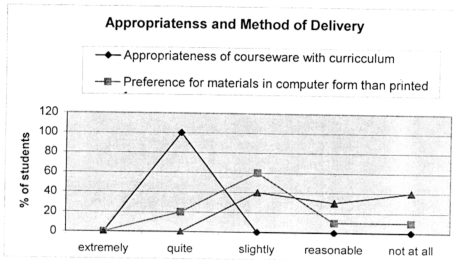 Appropriatenss and Method of Delivery
Appropriateness of courseware with curricculum
Preference for materials in computer form than printed
% of students
120
100
80
60
40
20
0
extremely quite slightly reasonable not at all